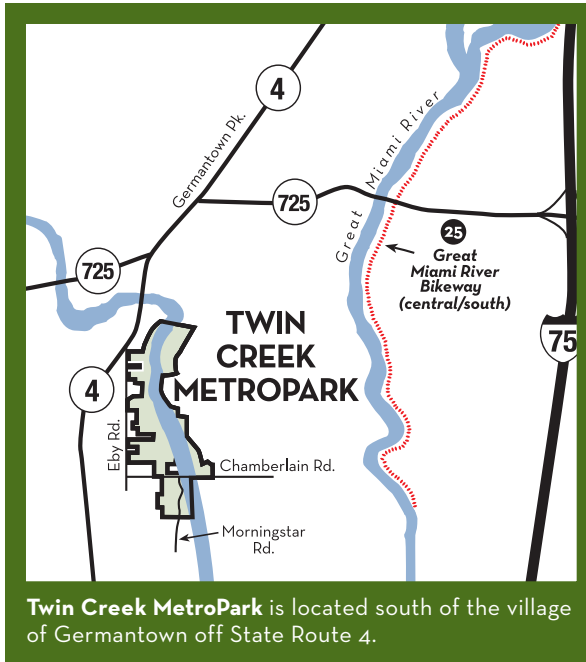 4
Germantown Pk.
Great Miami River
725
25
Great
Miami River
Bikeway
(central/south)
725
TWIN
CREEK
METROPARK
75
4
Eby Rd.
Chamberlain Rd.
Morningstar
Rd.
Twin Creek MetroPark is located south of the village
of Germantown off State Route 4.